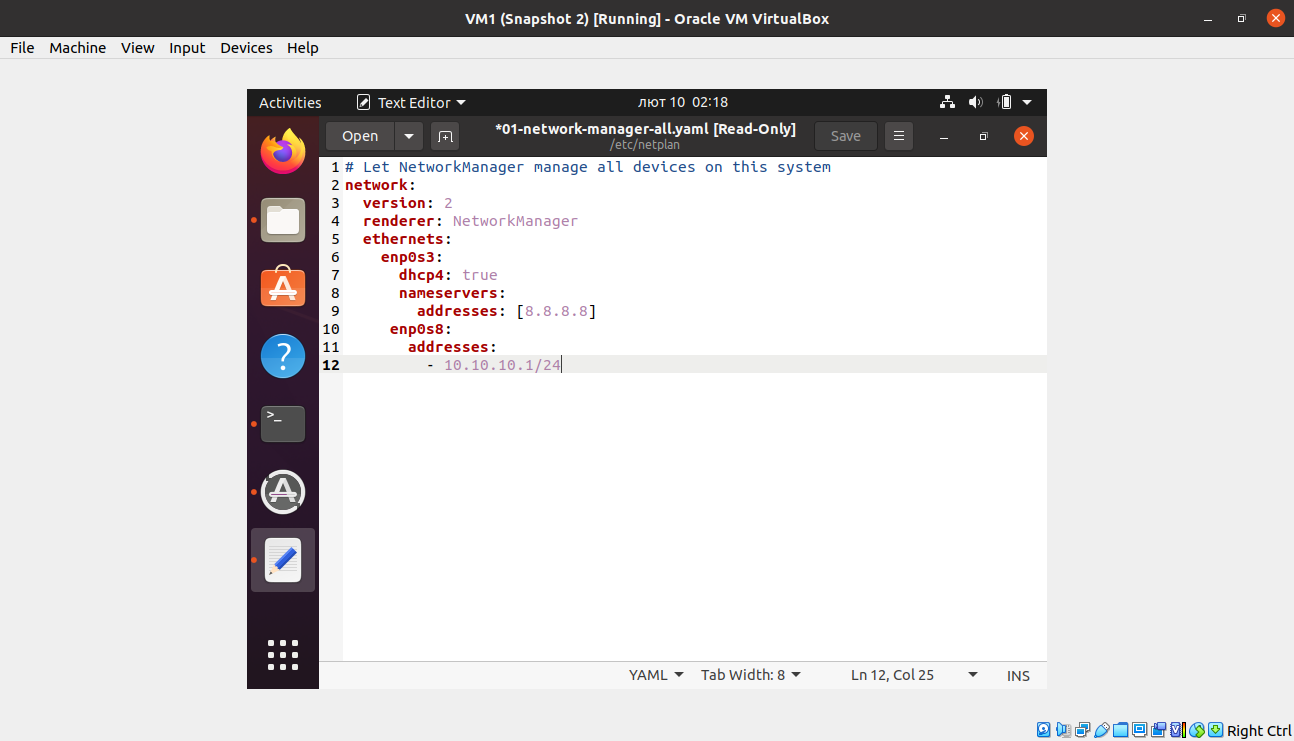 VM1 (Snapshot 2) [Running] - Oracle VM VirtualBox
File Machine View Input Devices Help
Activities Text Editor лют 10 02:18
Open *01-network-manager-all.yaml [Read-Only] Save
/etc/netplan
1 # Let NetworkManager manage all devices on this system
2 network:
3   version: 2
4   renderer: NetworkManager
5   ethernets:
6     enp0s3:
7       dhcp4: true
8       nameservers:
9         addresses: [8.8.8.8]
10      enp0s8:
11        addresses:
12          - 10.10.10.1/24
YAML Tab Width: 8 Ln 12, Col 25 INS
Right Ctrl